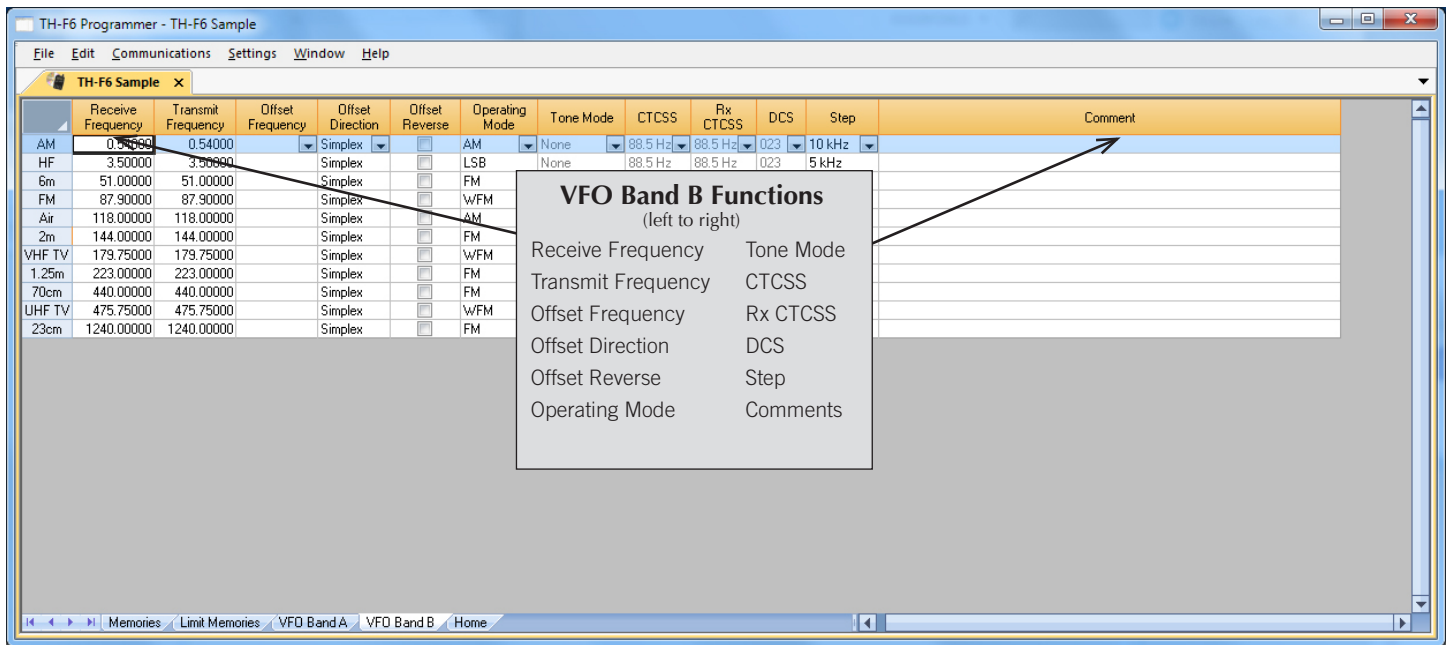 TH-F6 Programmer - TH-F6 Sample
File Edit Communications Settings Window Help
TH-F6 Sample X
Receive Frequency Transmit Frequency Offset Frequency Offset Direction Offset Reverse Operating Mode Tone Mode CTCSS Rx CTCSS DCS Step Comment
AM 0.54000 0.54000 Simplex AM None 88.5 Hz 88.5 Hz 023 10 kHz
HF 3.50000 3.50000 Simplex LSB None 88.5 Hz 88.5 Hz 023 5 kHz
6m 51.00000 51.00000 Simplex FM
FM 87.90000 87.90000 Simplex WFM
Air 118.00000 118.00000 Simplex AM
2m 144.00000 144.00000 Simplex FM
VHF TV 179.75000 179.75000 Simplex WFM
1.25m 223.00000 223.00000 Simplex FM
70cm 440.00000 440.00000 Simplex FM
UHF TV 475.75000 475.75000 Simplex WFM
23cm 1240.00000 1240.00000 Simplex FM
VFO Band B Functions
(left to right)
Receive Frequency Tone Mode
Transmit Frequency CTCSS
Offset Frequency Rx CTCSS
Offset Direction DCS
Offset Reverse Step
Operating Mode Comments
Memories Limit Memories VFO Band A VFO Band B Home